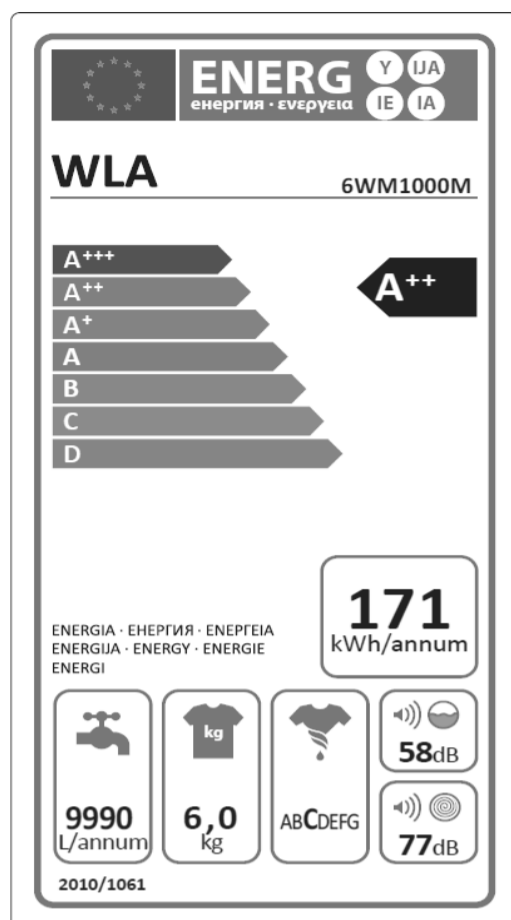 ENERG Y IJA
енергия · ενεργεια IE IA
WLA
6WM1000M
A+++
A++
A++
A+
A
B
C
D
171
kWh/annum
ENERGIA · ЕНЕРГИЯ · ΕΝΕΡΓΕΙΑ
ENERGIJA · ENERGY · ENERGIE
ENERGI
9990
L/annum
kg
6,0
kg
ABCDEFG
58dB
77dB
2010/1061